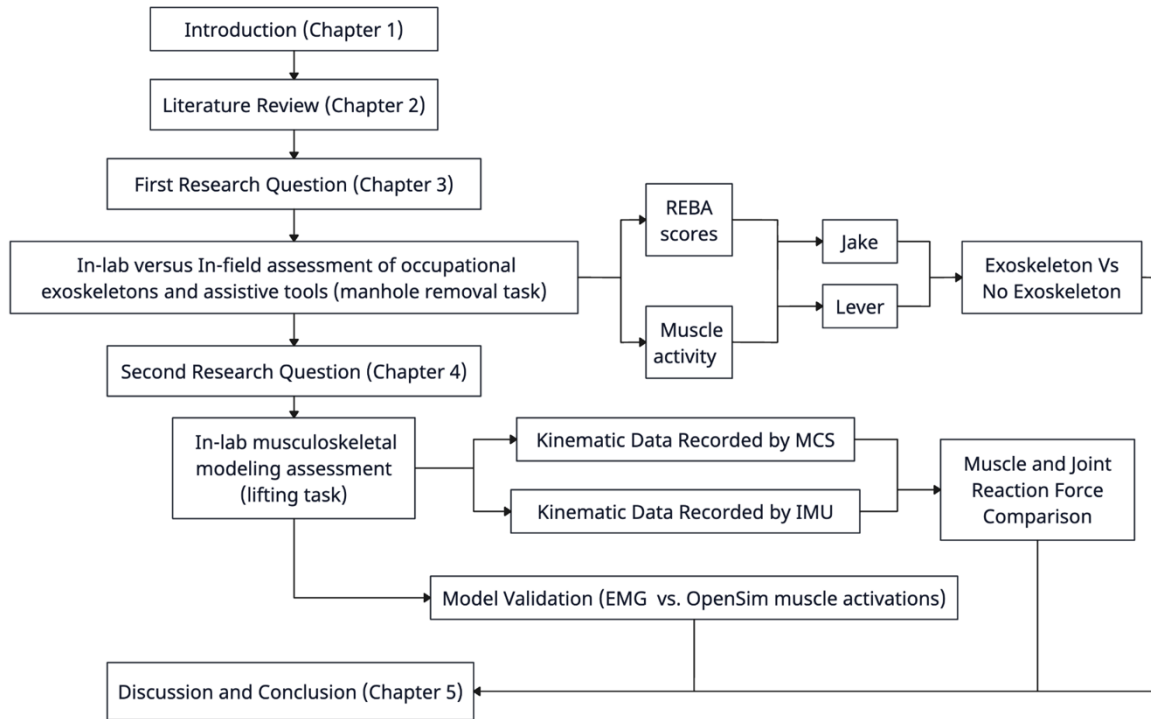 Introduction (Chapter 1)
Literature Review (Chapter 2)
First Research Question (Chapter 3)
In-lab versus In-field assessment of occupational
exoskeletons and assistive tools (manhole removal task)
REBA
scores
Muscle
activity
Jake
Lever
Exoskeleton Vs
No Exoskeleton
Second Research Question (Chapter 4)
In-lab musculoskeletal
modeling assessment
(lifting task)
Kinematic Data Recorded by MCS
Kinematic Data Recorded by IMU
Muscle and Joint
Reaction Force
Comparison
Model Validation (EMG vs. OpenSim muscle activations)
Discussion and Conclusion (Chapter 5)